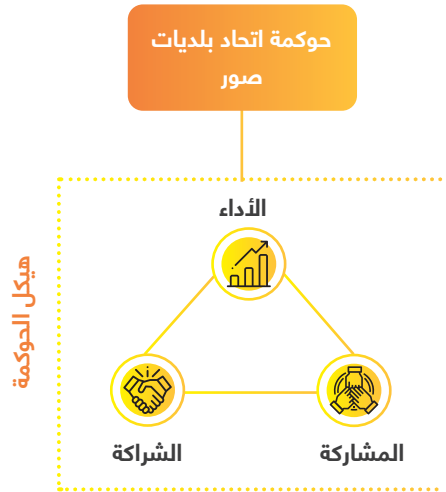 حوكمة اتحاد بلديات
صور
الأداء
هيكل الحوكمة
المشاركة
الشراكة